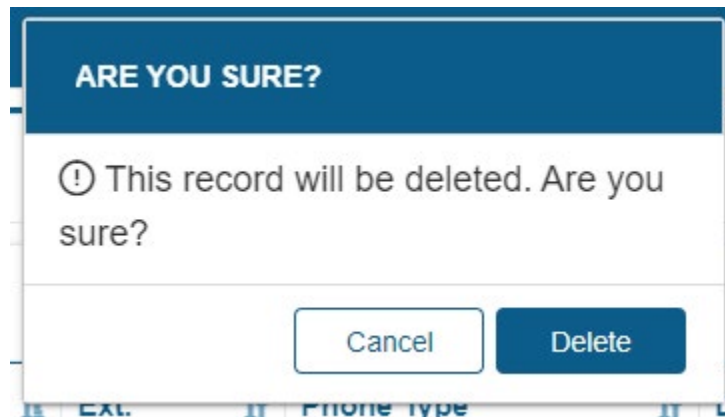 ARE YOU SURE?
This record will be deleted. Are you
sure?
Cancel Delete
Ext. Phone Type